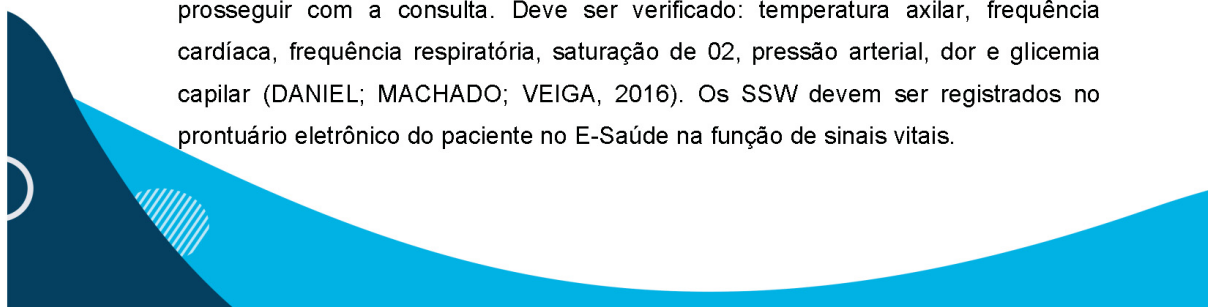 prosseguir com a consulta. Deve ser verificado: temperatura axilar, frequência
cardíaca, frequência respiratória, saturação de 02, pressão arterial, dor e glicemia
capilar (DANIEL; MACHADO; VEIGA, 2016). Os SSW devem ser registrados no
prontuário eletrônico do paciente no E-Saúde na função de sinais vitais.